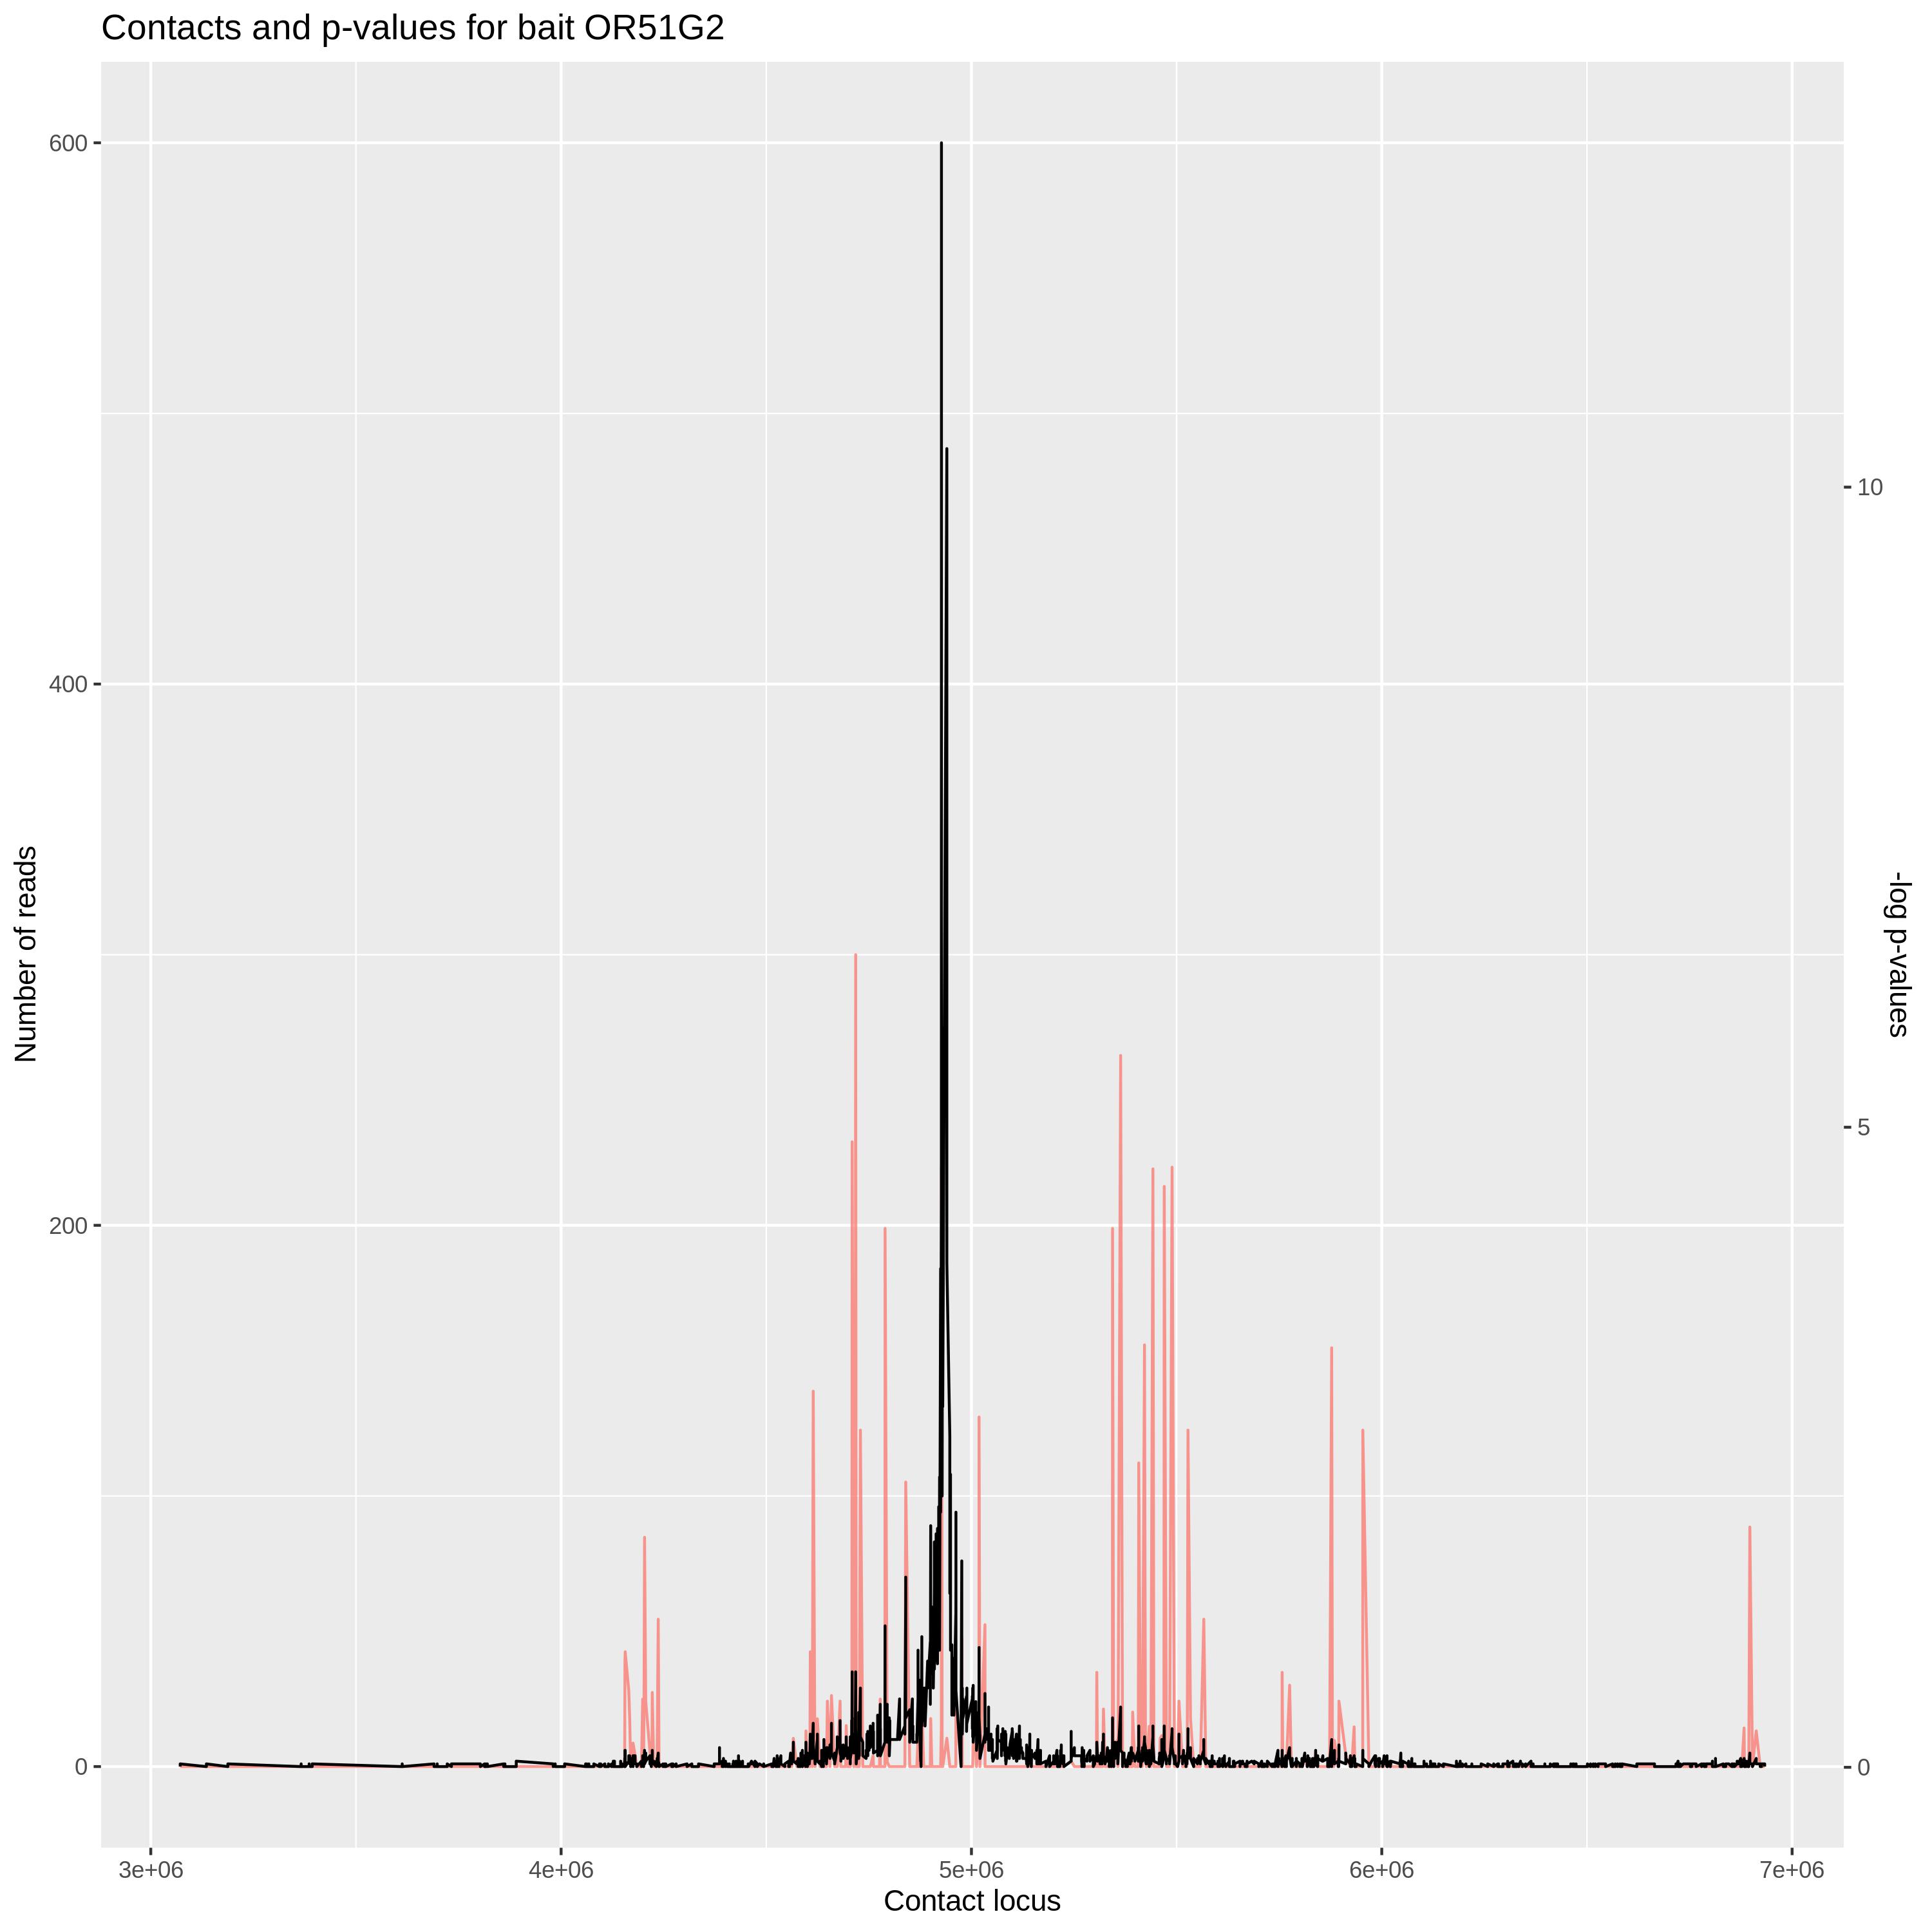 Contacts and p-values for bait OR51G2
600
400
200
0
Number of reads
10
5
0
-log p-values
3e+06
4e+06
5e+06
6e+06
7e+06
Contact locus